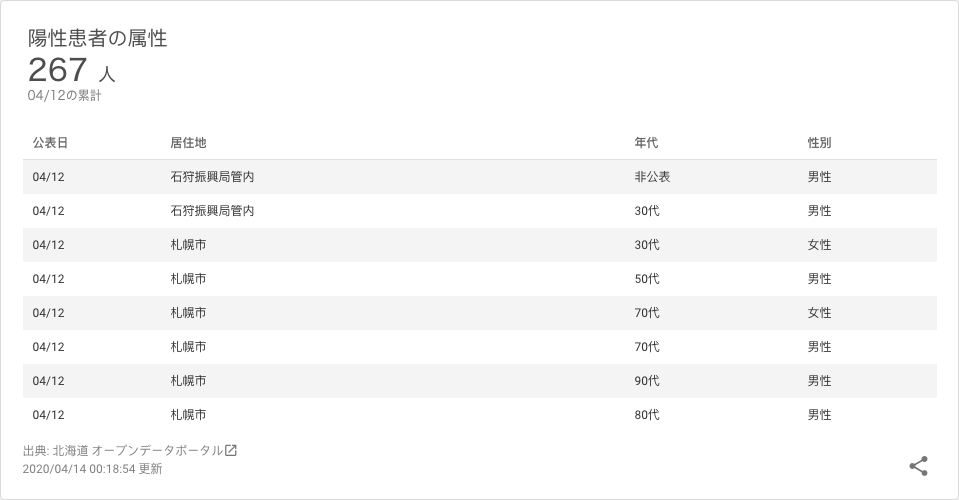 陽性患者の属性
267 人
04/12の累計
公表日 居住地 年代 性別
04/12 石狩振興局管内 非公表 男性
04/12 石狩振興局管内 30代 男性
04/12 札幌市 30代 女性
04/12 札幌市 50代 男性
04/12 札幌市 70代 女性
04/12 札幌市 70代 男性
04/12 札幌市 90代 男性
04/12 札幌市 80代 男性
出典: 北海道 オープンデータポータル
2020/04/14 00:18:54 更新